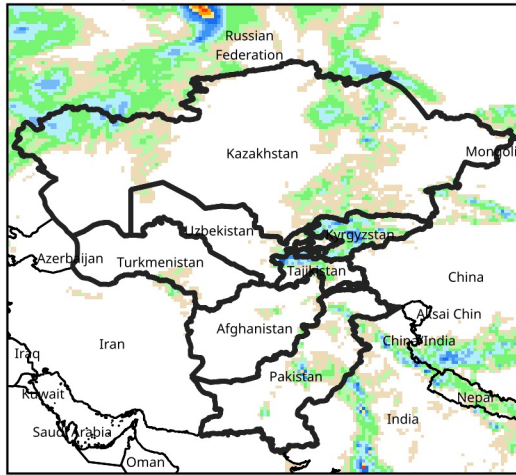 Russian
Federation
Kazakhstan
Mongoli
Uzbekistan
Kyrgyzstan
Azerbaijan
Turkmenistan
Tajikistan
China
Aksai Chin
Afghanistan
Iran
China/India
Iraq
Pakistan
Kuwait
Nepal
India
Saudi Arabia
Oman